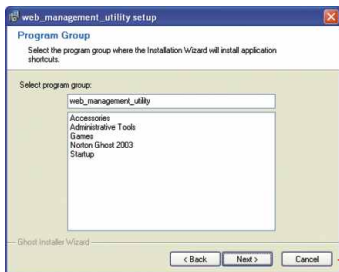 web_management_utility setup
Program Group
Select the program group where the Installation Wizard will install application
shortcuts.
Select program group:
web_management_utility
Accessories
Administrative Tools
Games
Norton Ghost 2003
Startup
Ghost Installer Wizard
< Back
Next >
Cancel